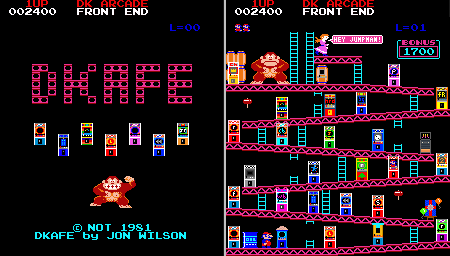 1UP DK ARCADE
002400 FRONT END
L=00
DKAFE
© NOT 1981
DKAFE by JON WILSON
1UP DK ARCADE
002400 FRONT END
L=01
HEY JUMPMAN!
BONUS
1700